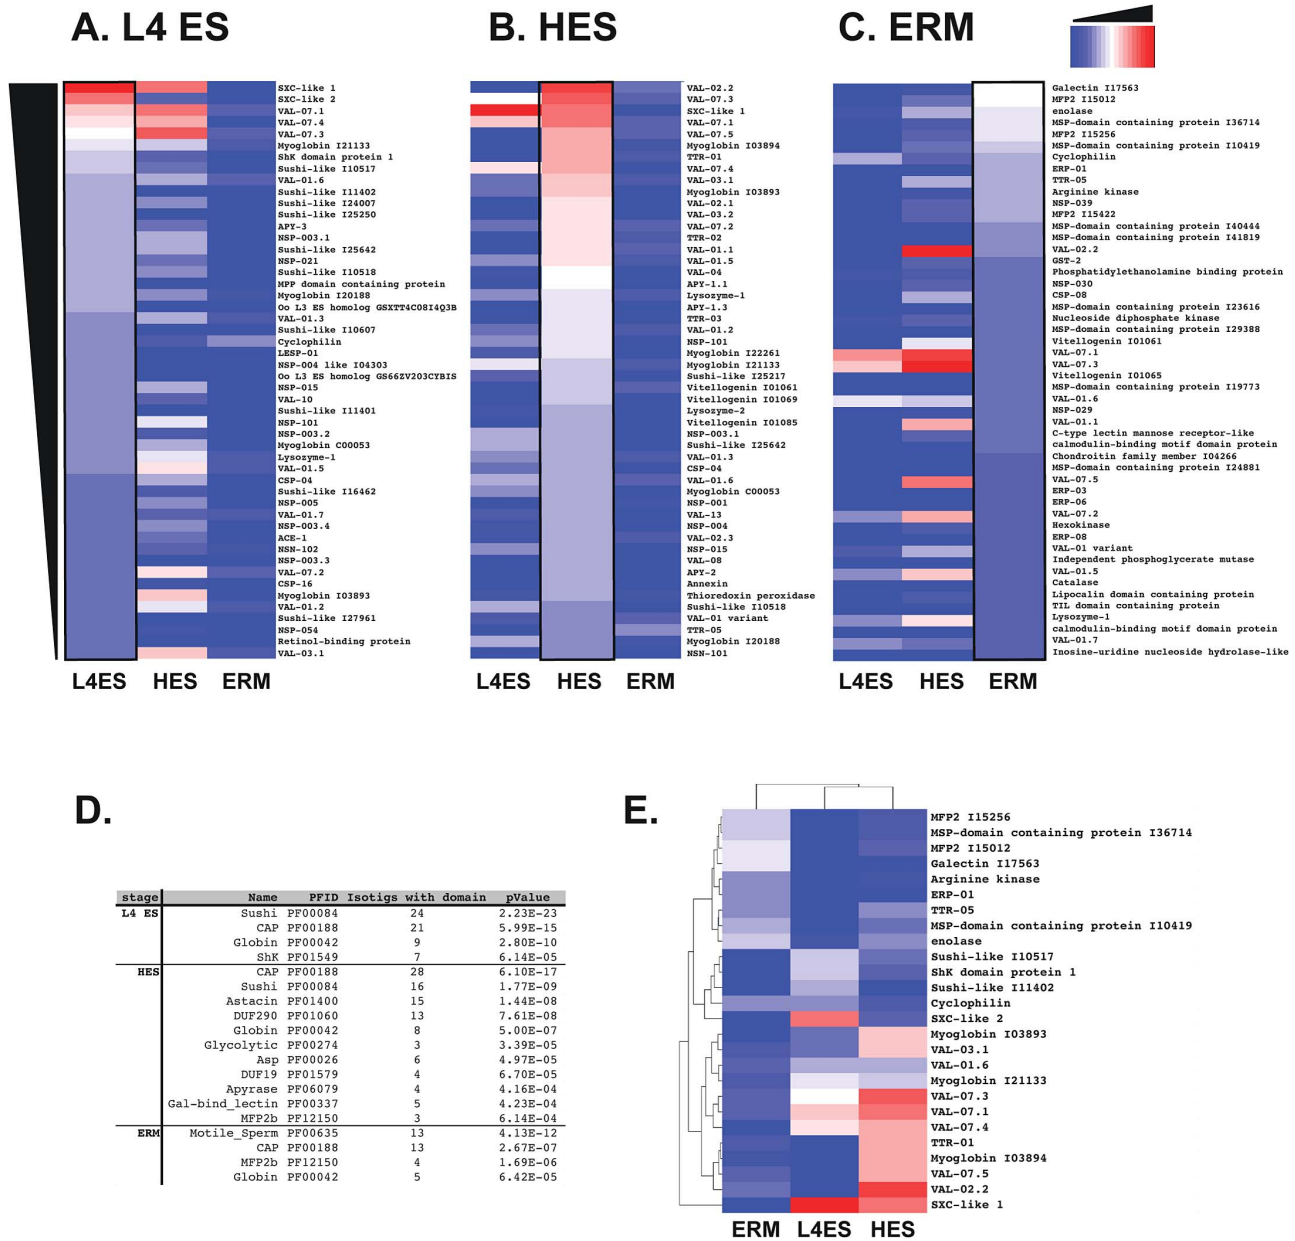 A. L4 ES
SXC-like 1
SXC-like 2
VAL-07.1
VAL-07.4
VAL-07.3
Myoglobin I21133
ShK domain protein 1
Sushi-like I10517
VAL-01.6
Sushi-like I11402
Sushi-like I24007
Sushi-like I25250
APY-3
NSP-003.1
Sushi-like I25642
NSP-021
Sushi-like I10518
MPP domain containing protein
Myoglobin I20188
Oo L3 ES homolog GSXTT4C08I4Q3B
VAL-01.3
Sushi-like I10607
Cyclophilin
LESP-01
NSP-004 like I04303
Oo L3 ES homolog GS66ZV203CYBIS
NSP-015
VAL-10
Sushi-like I11401
NSP-101
NSP-003.2
Myoglobin C00053
Lysozyme-1
VAL-01.5
CSP-04
Sushi-like I16462
NSP-005
VAL-01.7
NSP-003.4
ACE-1
NSN-102
NSP-003.3
VAL-07.2
CSP-16
Myoglobin I03893
VAL-01.2
Sushi-like I27961
NSP-054
Retinol-binding protein
VAL-03.1
L4ES HES ERM
B. HES
VAL-02.2
VAL-07.3
SXC-like 1
VAL-07.1
VAL-07.5
Myoglobin I03894
TTR-01
VAL-07.4
VAL-03.1
Myoglobin I03893
VAL-02.1
VAL-03.2
VAL-07.2
TTR-02
VAL-01.1
VAL-01.5
VAL-04
APY-1.1
Lysozyme-1
APY-1.3
TTR-03
VAL-01.2
NSP-101
Myoglobin I22261
Myoglobin I21133
Sushi-like I25217
Vitellogenin I01061
Vitellogenin I01069
Lysozyme-2
Vitellogenin I01085
NSP-003.1
Sushi-like I25642
VAL-01.3
CSP-04
VAL-01.6
Myoglobin C00053
NSP-001
VAL-13
NSP-004
VAL-02.3
NSP-015
VAL-08
APY-2
Annexin
Thioredoxin peroxidase
Sushi-like I10518
VAL-01 variant
TTR-05
Myoglobin I20188
NSN-101
L4ES HES ERM
C. ERM
Galectin I17563
MFP2 I15012
enolase
MSP-domain containing protein I36714
MFP2 I15256
MSP-domain containing protein I10419
Cyclophilin
ERP-01
TTR-05
Arginine kinase
NSP-039
MFP2 I15422
MSP-domain containing protein I40444
MSP-domain containing protein I41819
VAL-02.2
GST-2
Phosphatidylethanolamine binding protein
NSP-030
CSP-08
MSP-domain containing protein I23616
Nucleoside diphosphate kinase
MSP-domain containing protein I29388
Vitellogenin I01061
VAL-07.1
VAL-07.3
Vitellogenin I01065
MSP-domain containing protein I19773
VAL-01.6
NSP-029
VAL-01.1
C-type lectin mannose receptor-like
calmodulin-binding motif domain protein
Chondroitin family member I04266
MSP-domain containing protein I24881
VAL-07.5
ERP-03
ERP-06
VAL-07.2
Hexokinase
ERP-08
VAL-01 variant
Independent phosphoglycerate mutase
VAL-01.5
Catalase
Lipocalin domain containing protein
TIL domain containing protein
Lysozyme-1
calmodulin-binding motif domain protein
VAL-01.7
Inosine-uridine nucleoside hydrolase-like
L4ES HES ERM
D.
stage Name PFID Isotigs with domain pValue
L4 ES Sushi PF00084 24 2.23E-23
CAP PF00188 21 5.99E-15
Globin PF00042 9 2.80E-10
ShK PF01549 7 6.14E-05
HES CAP PF00188 28 6.10E-17
Sushi PF00084 16 1.77E-09
Astacin PF01400 15 1.44E-08
DUF290 PF01060 13 7.61E-08
Globin PF00042 8 5.00E-07
Glycolytic PF00274 3 3.39E-05
Asp PF00026 6 4.97E-05
DUF19 PF01579 4 6.70E-05
Apyrase PF06079 4 4.16E-04
Gal-bind_lectin PF00337 5 4.23E-04
MFP2b PF12150 3 6.14E-04
ERM Motile_Sperm PF00635 13 4.13E-12
CAP PF00188 13 2.67E-07
MFP2b PF12150 4 1.69E-06
Globin PF00042 5 6.42E-05
E.
MFP2 I15256
MSP-domain containing protein I36714
MFP2 I15012
Galectin I17563
Arginine kinase
ERP-01
TTR-05
MSP-domain containing protein I10419
enolase
Sushi-like I10517
ShK domain protein 1
Sushi-like I11402
Cyclophilin
SXC-like 2
Myoglobin I03893
VAL-03.1
VAL-01.6
Myoglobin I21133
VAL-07.3
VAL-07.1
VAL-07.4
TTR-01
Myoglobin I03894
VAL-07.5
VAL-02.2
SXC-like 1
ERM L4ES HES